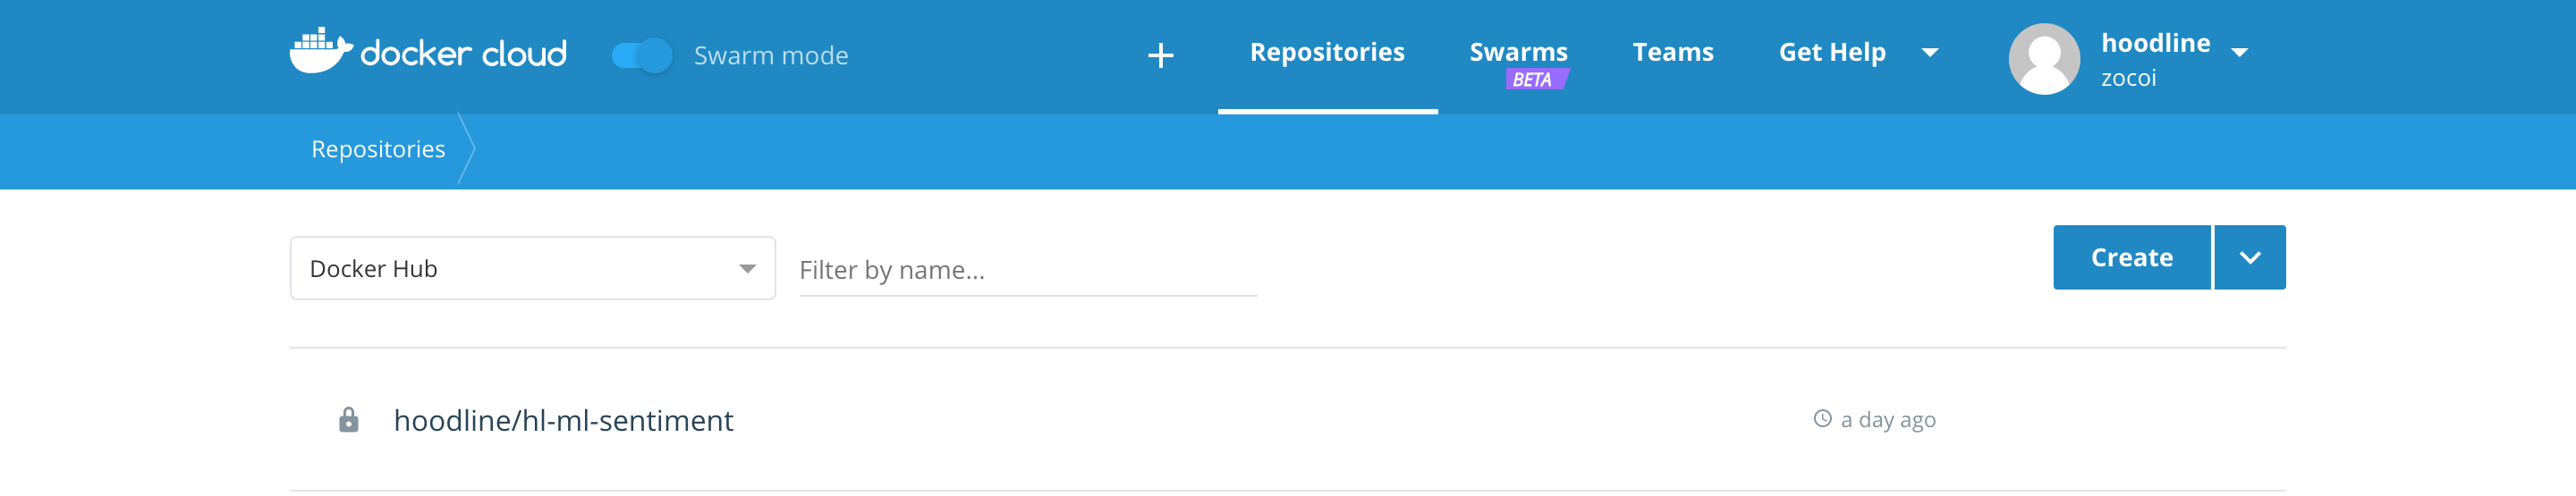 docker cloud
Swarm mode
Repositories
Swarms
BETA
Teams
Get Help
hoodline
zocoi
Repositories
Docker Hub
Filter by name...
Create
hoodline/hl-ml-sentiment
a day ago